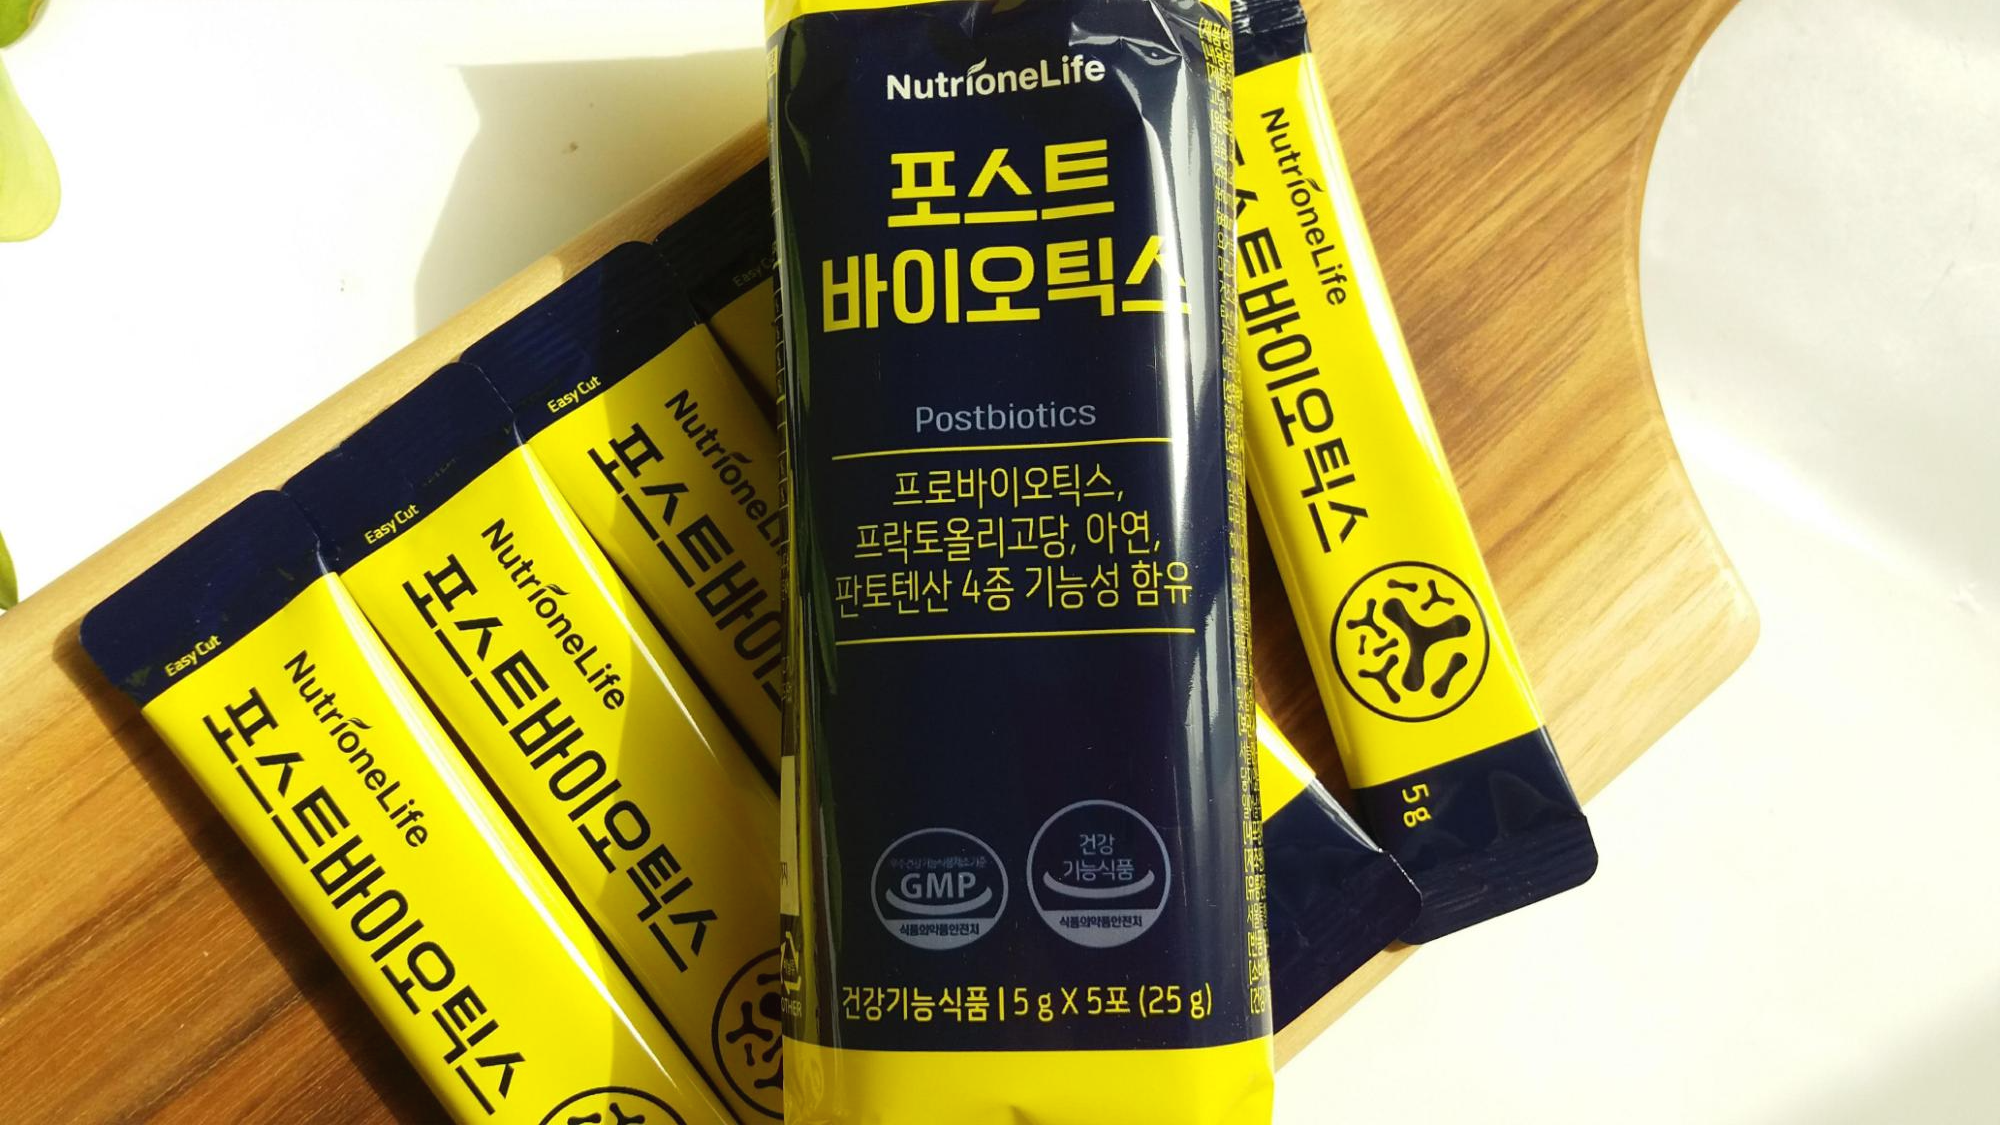 NutrioneLife
포스트
바이오틱스
Postbiotics
프로바이오틱스,
프락토올리고당, 아연,
판토텐산 4종 기능성 함유
GMP
식품의약품안전처
건강
기능식품
식품의약품안전처
건강기능식품 | 5 g X 5포 (25 g)
Easy Cut
NutrioneLife
포스트바이오틱스
Easy Cut
NutrioneLife
포스트바이오틱스
Easy Cut
NutrioneLi
포스트바이오
Easy C
NutrioneLife
스트바이오틱스
5g